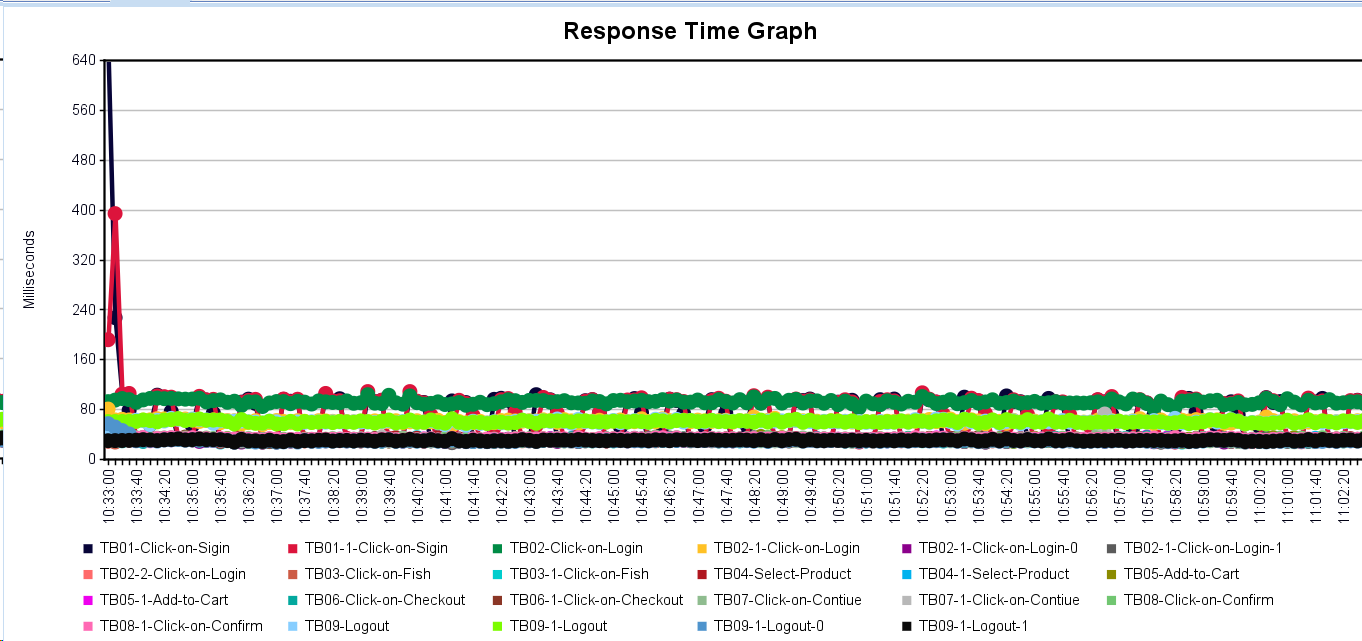 Response Time Graph
640
560
480
400
320
240
160
80
0
Milliseconds
10:33:00 10:33:40 10:34:20 10:35:00 10:35:40 10:36:20 10:37:00 10:37:40 10:38:20 10:39:00 10:39:40 10:40:20 10:41:00 10:41:40 10:42:20 10:43:00 10:43:40 10:44:20 10:45:00 10:45:40 10:46:20 10:47:00 10:47:40 10:48:20 10:49:00 10:49:40 10:50:20 10:51:00 10:51:40 10:52:20 10:53:00 10:53:40 10:54:20 10:55:00 10:55:40 10:56:20 10:57:00 10:57:40 10:58:20 10:59:00 10:59:40 11:00:20 11:01:00 11:01:40 11:02:20
TB01-Click-on-Sigin TB01-1-Click-on-Sigin TB02-Click-on-Login TB02-1-Click-on-Login TB02-1-Click-on-Login-0 TB02-1-Click-on-Login-1
TB02-2-Click-on-Login TB03-Click-on-Fish TB03-1-Click-on-Fish TB04-Select-Product TB04-1-Select-Product TB05-Add-to-Cart
TB05-1-Add-to-Cart TB06-Click-on-Checkout TB06-1-Click-on-Checkout TB07-Click-on-Contiue TB07-1-Click-on-Contiue TB08-Click-on-Confirm
TB08-1-Click-on-Confirm TB09-Logout TB09-1-Logout TB09-1-Logout-0 TB09-1-Logout-1